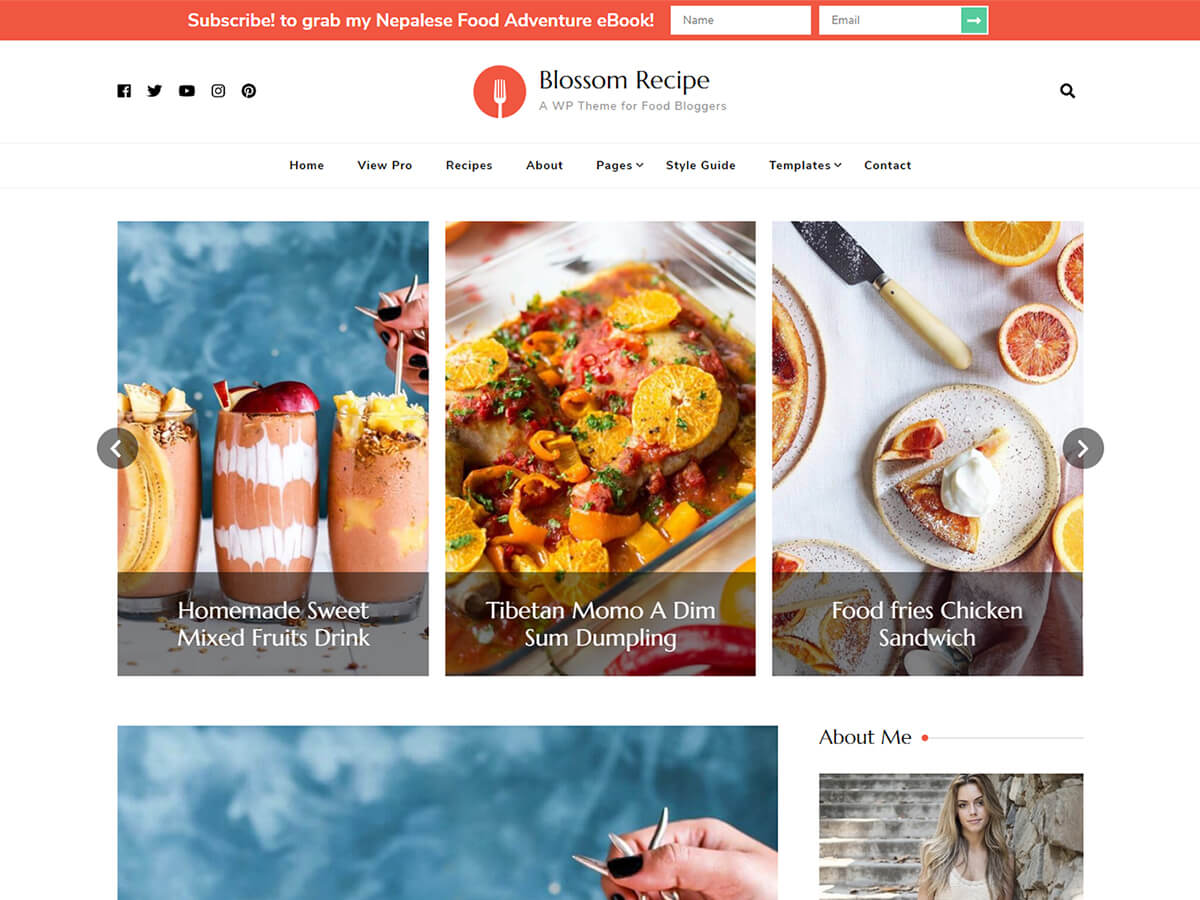 Subscribe! to grab my Nepalese Food Adventure eBook! Name Email
Blossom Recipe
A WP Theme for Food Bloggers
Home View Pro Recipes About Pages Style Guide Templates Contact
Homemade Sweet
Mixed Fruits Drink
Tibetan Momo A Dim
Sum Dumpling
Food fries Chicken
Sandwich
About Me